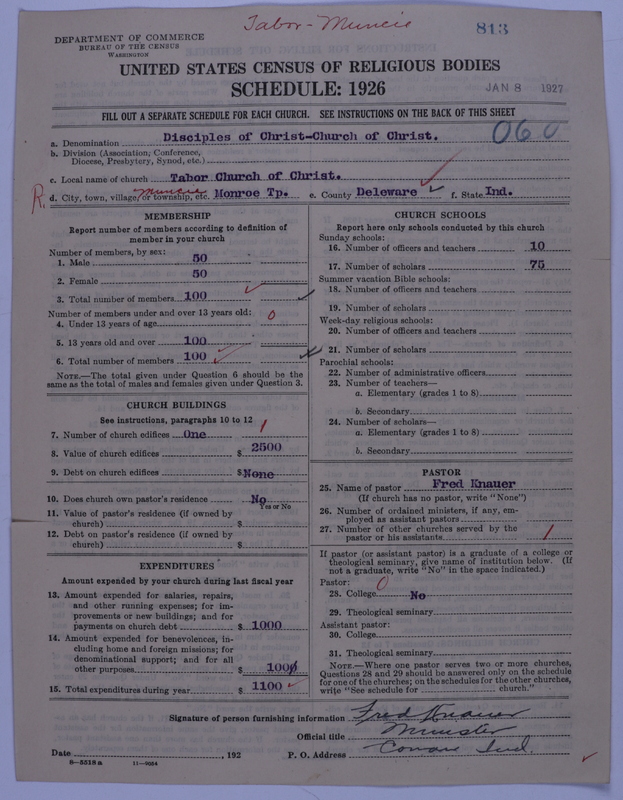 Tabor - Muncie
813
DEPARTMENT OF COMMERCE
BUREAU OF THE CENSUS
WASHINGTON
UNITED STATES CENSUS OF RELIGIOUS BODIES
SCHEDULE: 1926
JAN 8 1927
FILL OUT A SEPARATE SCHEDULE FOR EACH CHURCH. SEE INSTRUCTIONS ON THE BACK OF THIS SHEET
060
a. Denomination Disciples of Christ-Church of Christ.
b. Division (Association, Conference,
Diocese, Presbytery, Synod, etc.)
c. Local name of church Tabor Church of Christ.
R. d. City, town, village, or township, etc. Muncie Monroe Tp. e. County Deleware f. State Ind.
MEMBERSHIP
Report number of members according to definition of
member in your church
Number of members, by sex:
1. Male 50
2. Female 50
3. Total number of members 100
Number of members under and over 13 years old:
4. Under 13 years of age 0
5. 13 years old and over 100
6. Total number of members 100
NOTE.—The total given under Question 6 should be the
same as the total of males and females given under Question 3.
CHURCH BUILDINGS
See instructions, paragraphs 10 to 12
7. Number of church edifices One 1
8. Value of church edifices $ 2500
9. Debt on church edifices $ None
10. Does church own pastor's residence No
Yes or No
11. Value of pastor's residence (if owned by
church) $
12. Debt on pastor's residence (if owned by
church) $
EXPENDITURES
Amount expended by your church during last fiscal year
13. Amount expended for salaries, repairs,
and other running expenses; for im-
provements or new buildings; and for
payments on church debt $ 1000
14. Amount expended for benevolences, in-
cluding home and foreign missions; for
denominational support; and for all
other purposes $ 100
15. Total expenditures during year $ 1100
CHURCH SCHOOLS
Report here only schools conducted by this church
Sunday schools:
16. Number of officers and teachers 10
17. Number of scholars 75
Summer vacation Bible schools:
18. Number of officers and teachers
19. Number of scholars
Week-day religious schools:
20. Number of officers and teachers
21. Number of scholars
Parochial schools:
22. Number of administrative officers
23. Number of teachers—
a. Elementary (grades 1 to 8)
b. Secondary
24. Number of scholars—
a. Elementary (grades 1 to 8)
b. Secondary
PASTOR
25. Name of pastor Fred Knauer
(If church has no pastor, write "None")
26. Number of ordained ministers, if any, em-
ployed as assistant pastors
27. Number of other churches served by the
pastor or his assistants 1
If pastor (or assistant pastor) is a graduate of a college or
theological seminary, give name of institution below. (If
not a graduate, write "No" in the space indicated.)
Pastor:
28. College 0 No
29. Theological seminary
Assistant pastor:
30. College
31. Theological seminary
NOTE.—Where one pastor serves two or more churches,
Questions 28 and 29 should be answered only on the schedule
for one of the churches; on the schedules for the other churches,
write "See schedule for church."
Signature of person furnishing information Fred Knauer
Official title Minister
Date , 192 P. O. Address Cowan Ind.
8-5518 a 11-9064